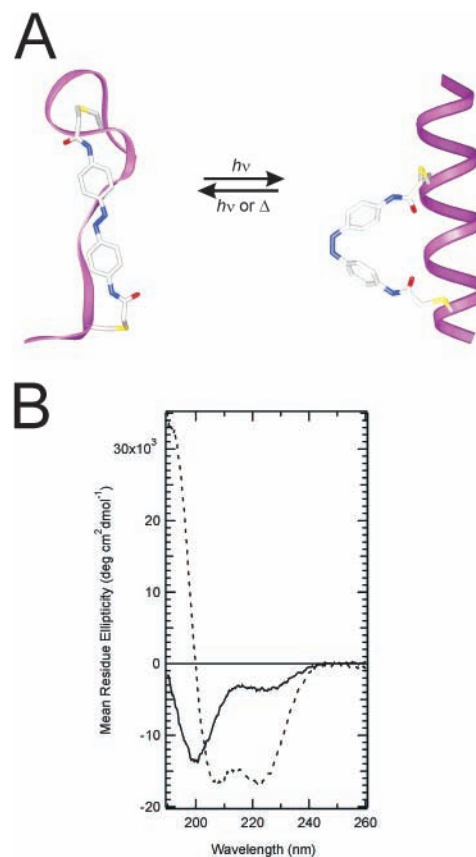 A
hν
hν or Δ
B
Mean Residue Ellipticity (deg cm²dmol⁻¹)
30x10³
20
10
0
-10
-20
200
220
240
260
Wavelength (nm)